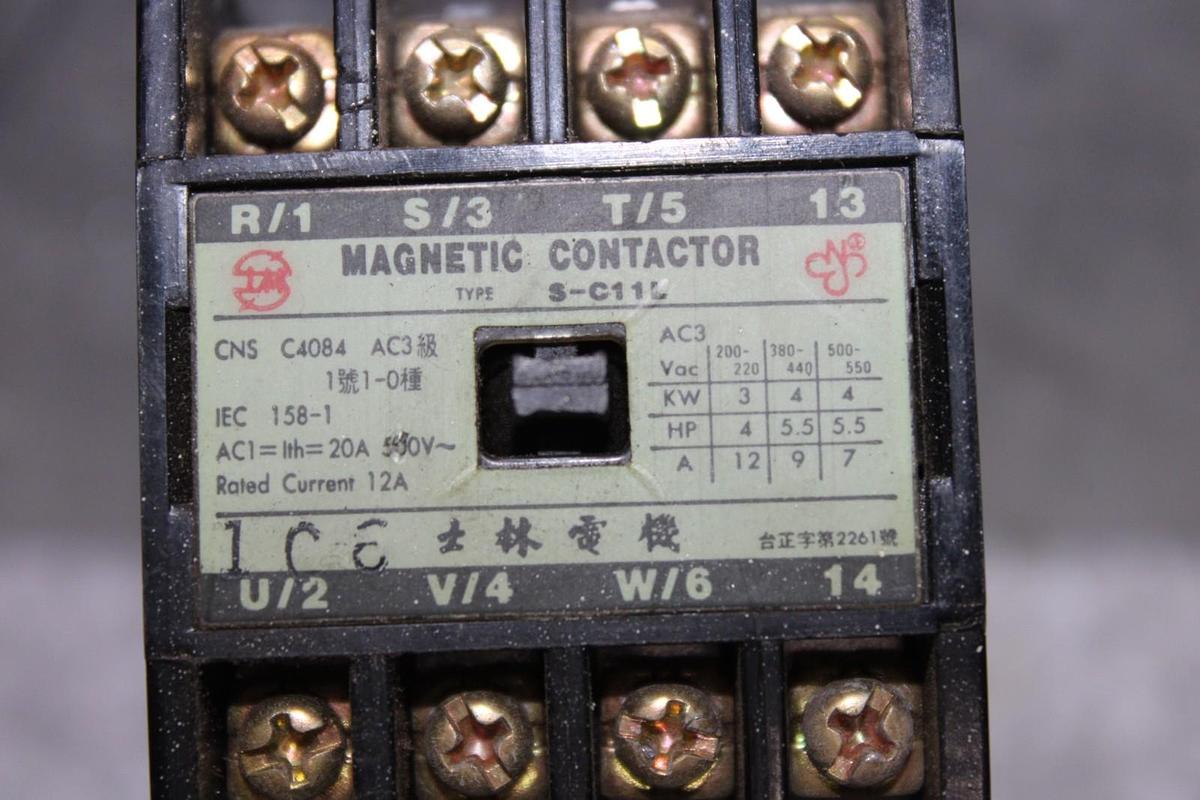 R/1 S/3 T/5 13
MAGNETIC CONTACTOR
TYPE S-C11L
CNS C4084 AC3級
1號1-0種
IEC 158-1
AC1=Ith=20A 550V~
Rated Current 12A
AC3
Vac 200-220 380-440 500-550
KW 3 4 4
HP 4 5.5 5.5
A 12 9 7
士林電機 台正字第2261號
U/2 V/4 W/6 14